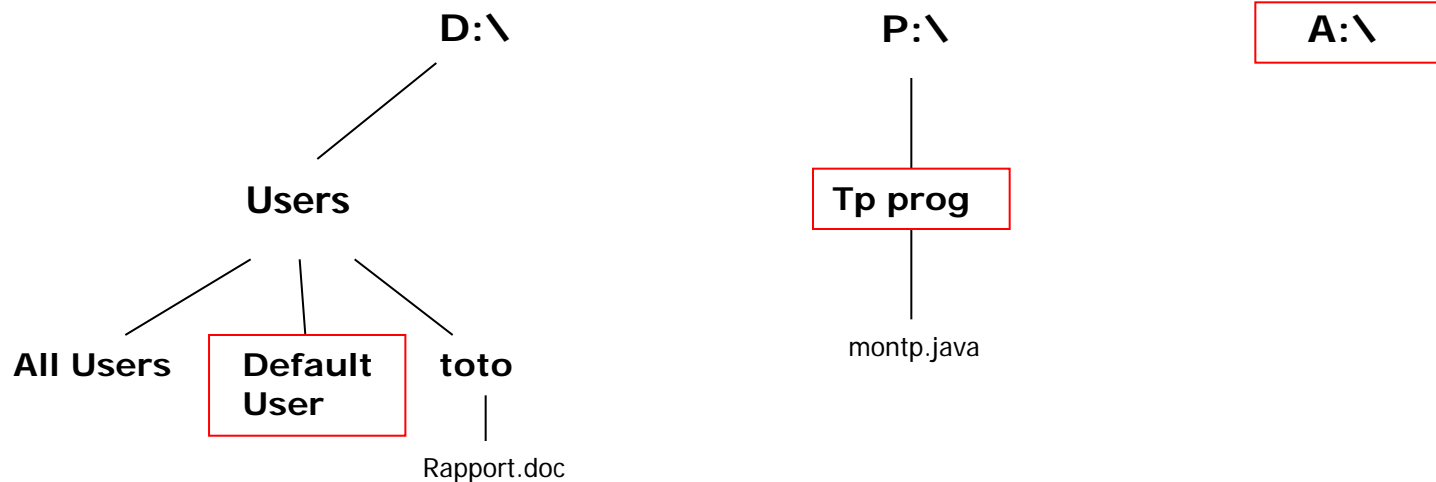 D:\
P:\
A:\
Users
Tp prog
All Users
Default
User
toto
montp.java
Rapport.doc